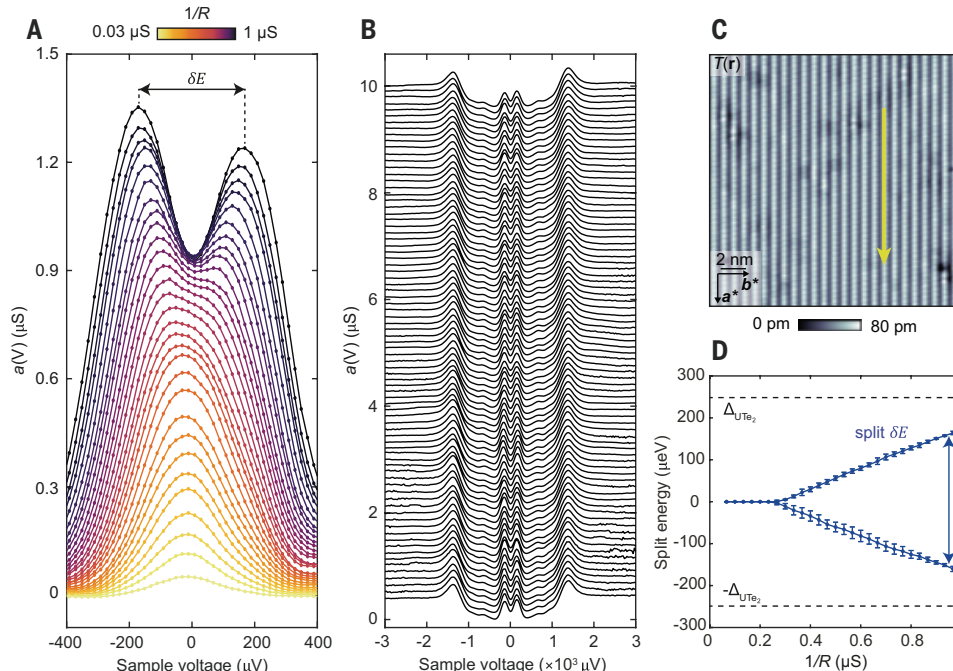 A
1/R
0.03 µS
1 µS
1.5
1.2
0.9
0.6
0.3
0
δE
a(V) (µS)
-400
-200
0
200
400
Sample voltage (µV)
B
10
8
6
4
2
0
a(V) (µS)
-3
-2
-1
0
1
2
3
Sample voltage (×10³ µV)
C
T(r)
2 nm
b*
a*
0 pm
80 pm
D
300
200
100
0
-100
-200
-300
Split energy (µeV)
Δ_UTe₂
split δE
-Δ_UTe₂
0
0.2
0.4
0.6
0.8
1/R (µS)